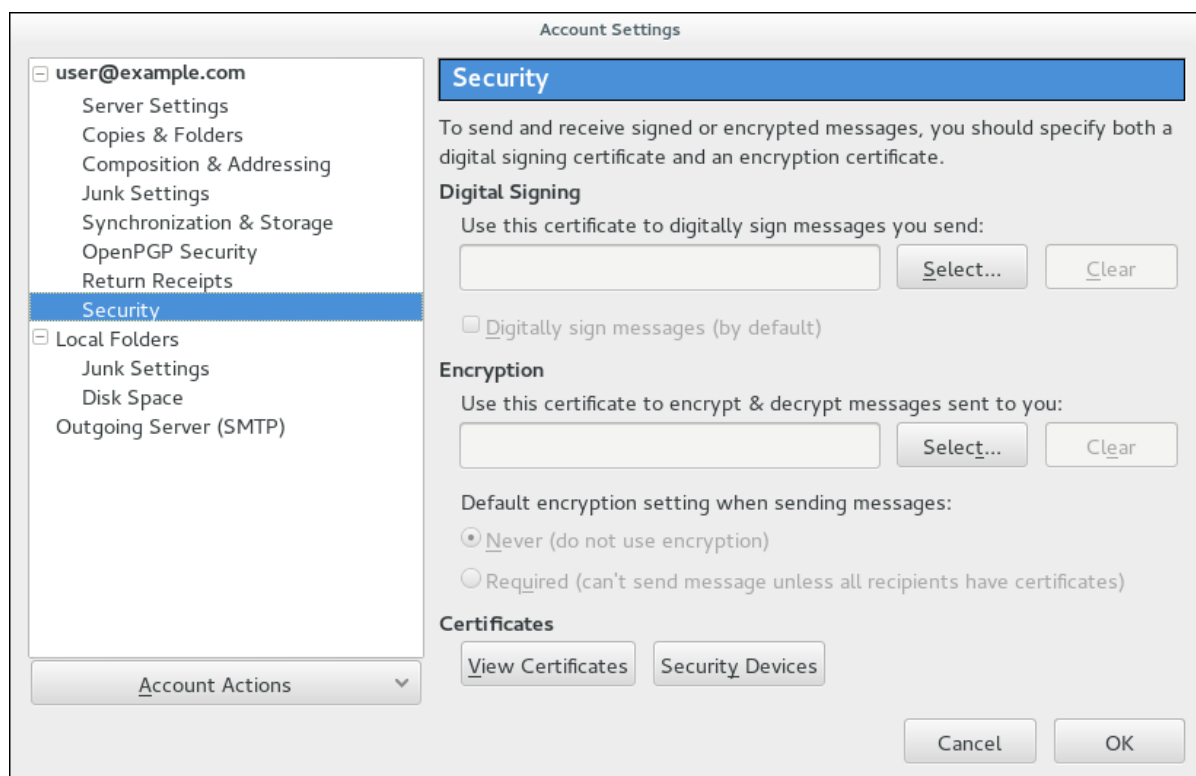 Account Settings
user@example.com
Server Settings
Copies & Folders
Composition & Addressing
Junk Settings
Synchronization & Storage
OpenPGP Security
Return Receipts
Security
Local Folders
Junk Settings
Disk Space
Outgoing Server (SMTP)
Account Actions
Security
To send and receive signed or encrypted messages, you should specify both a
digital signing certificate and an encryption certificate.
Digital Signing
Use this certificate to digitally sign messages you send:
Select... Clear
Digitally sign messages (by default)
Encryption
Use this certificate to encrypt & decrypt messages sent to you:
Select... Clear
Default encryption setting when sending messages:
Never (do not use encryption)
Required (can't send message unless all recipients have certificates)
Certificates
View Certificates Security Devices
Cancel OK